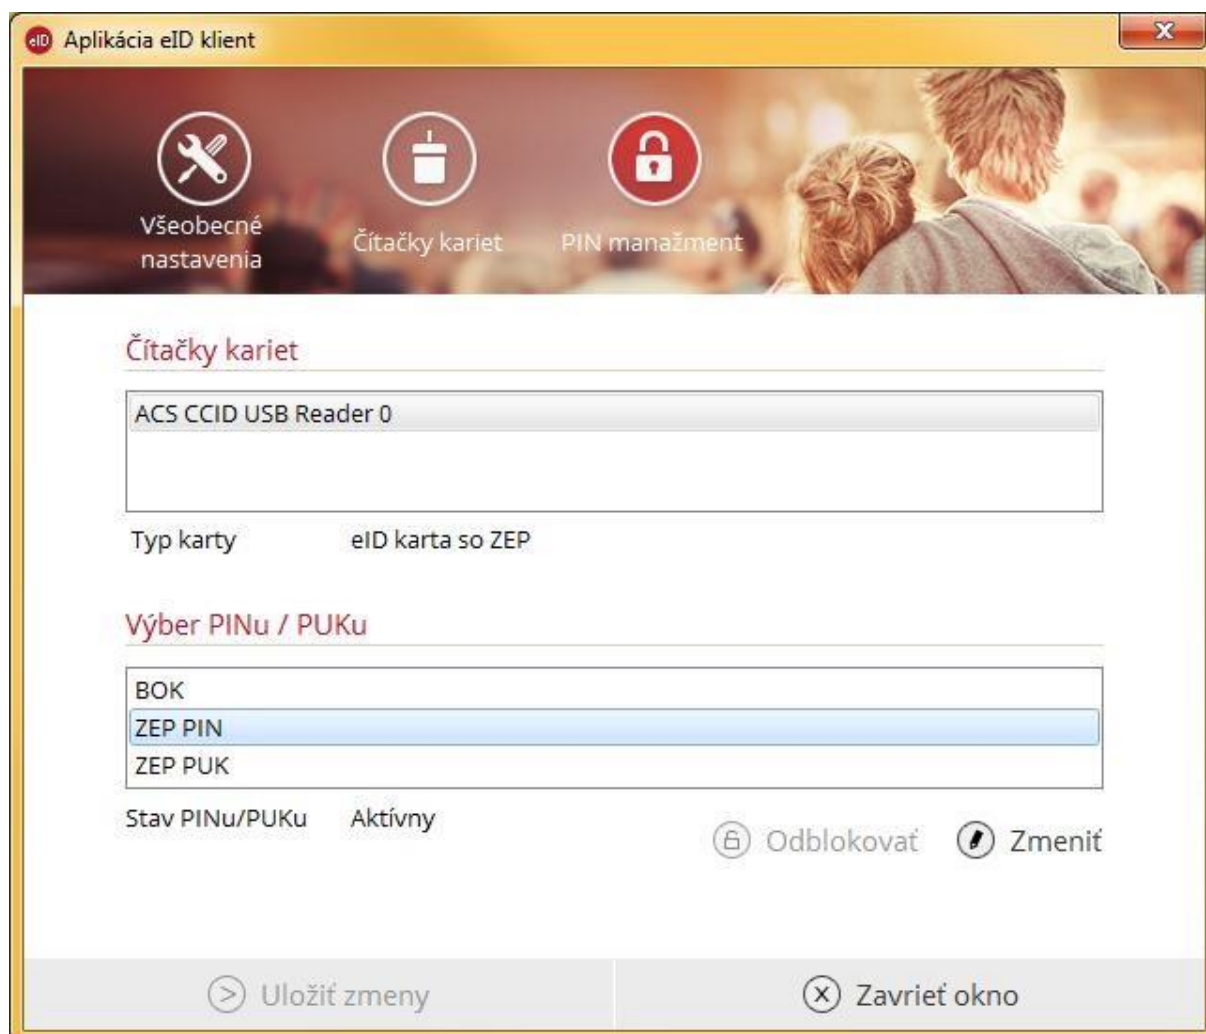 eID Aplikácia eID klient
Všeobecné
nastavenia
Čítačky kariet
PIN manažment
Čítačky kariet
ACS CCID USB Reader 0
Typ karty eID karta so ZEP
Výber PINu / PUKu
BOK
ZEP PIN
ZEP PUK
Stav PINu/PUKu Aktívny
Odblokovať Zmeniť
Uložiť zmeny Zavrieť okno